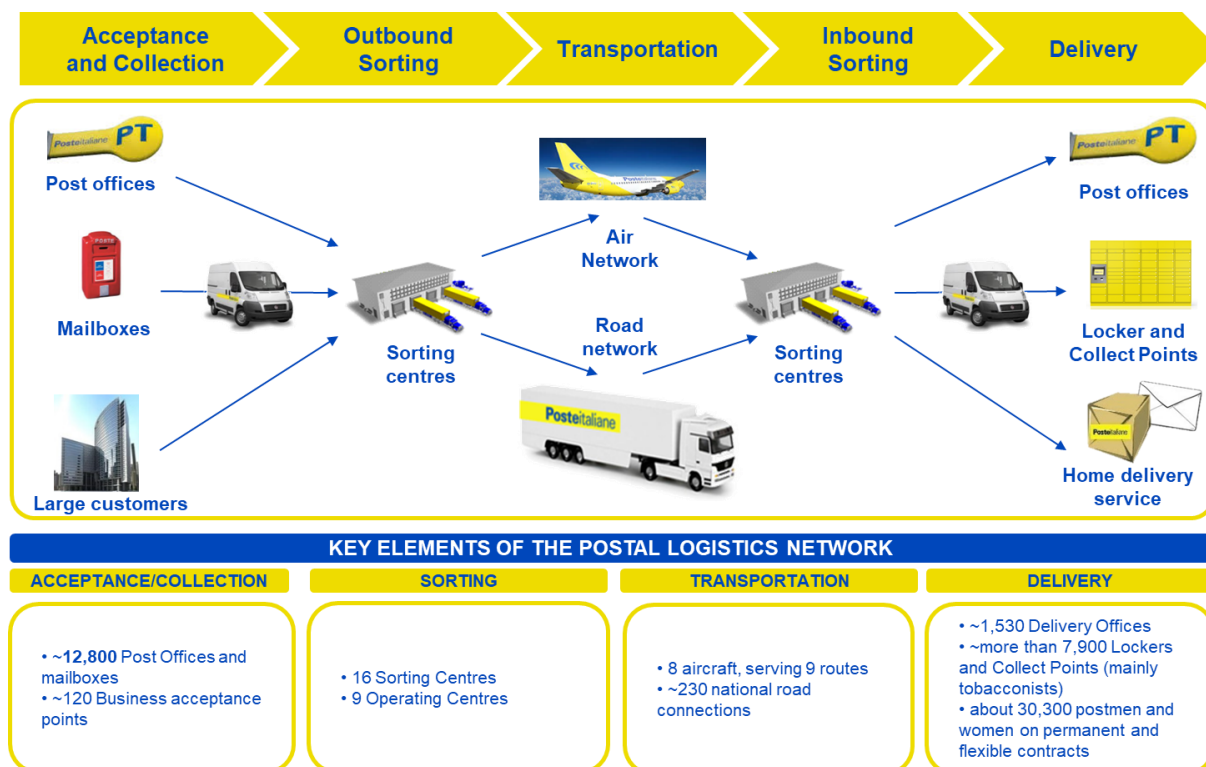 Acceptance
and Collection
Outbound
Sorting
Transportation
Inbound
Sorting
Delivery
Posteitaliane PT
Post offices
Posteitaliane PT
Post offices
Air
Network
POSTE
Mailboxes
Sorting
centres
Road
network
Sorting
centres
Locker and
Collect Points
Posteitaliane
Posteitaliane
Large customers
Home delivery
service
KEY ELEMENTS OF THE POSTAL LOGISTICS NETWORK
ACCEPTANCE/COLLECTION
SORTING
TRANSPORTATION
DELIVERY
• ~12,800 Post Offices and
mailboxes
• ~120 Business acceptance
points
• 16 Sorting Centres
• 9 Operating Centres
• 8 aircraft, serving 9 routes
• ~230 national road
connections
• ~1,530 Delivery Offices
• ~more than 7,900 Lockers
and Collect Points (mainly
tobacconists)
• about 30,300 postmen and
women on permanent and
flexible contracts